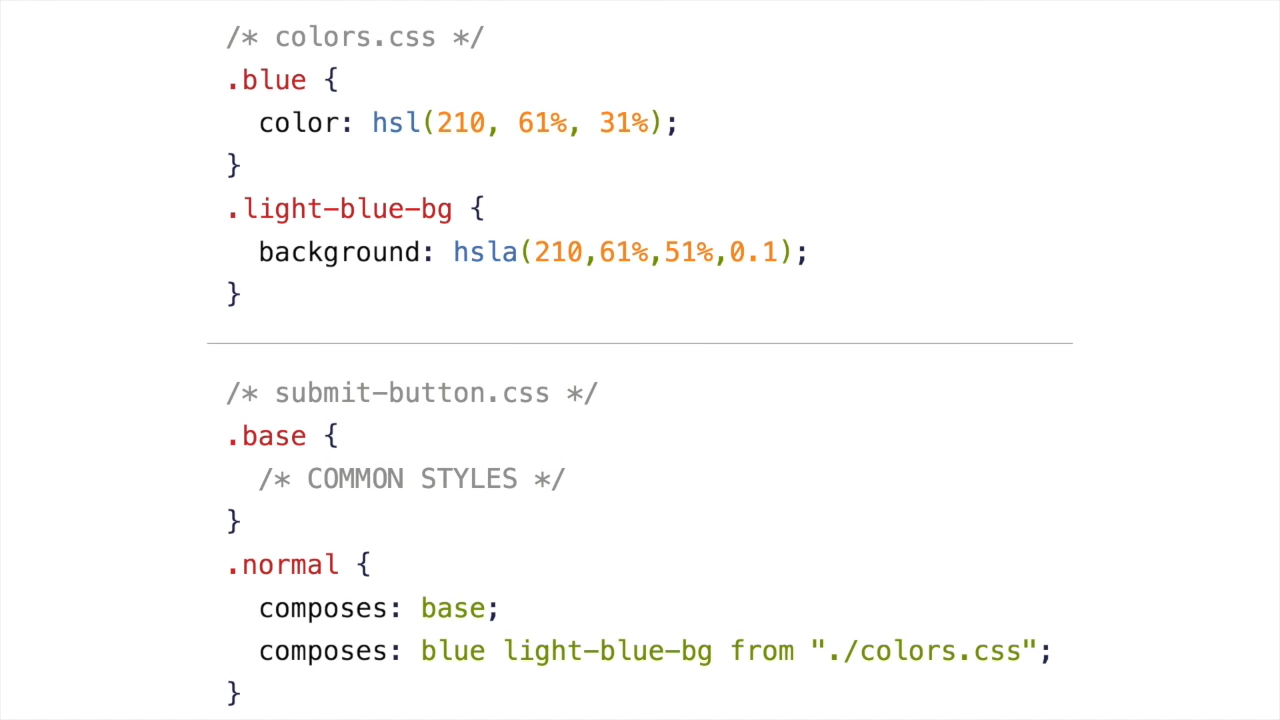 /* colors.css */
.blue {
  color: hsl(210, 61%, 31%);
}
.light-blue-bg {
  background: hsla(210,61%,51%,0.1);
}
/* submit-button.css */
.base {
  /* COMMON STYLES */
}
.normal {
  composes: base;
  composes: blue light-blue-bg from "./colors.css";
}